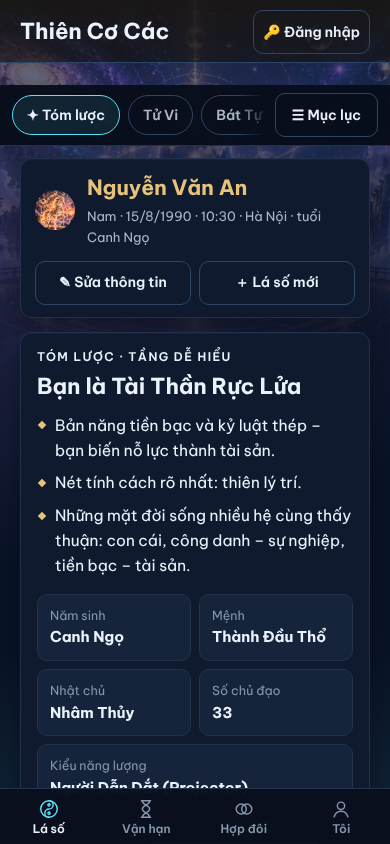 Thiên Cơ Các
🔑 Đăng nhập
✦ Tóm lược
Tử Vi
Bát Tự
☰ Mục lục
Nguyễn Văn An
Nam · 15/8/1990 · 10:30 · Hà Nội · tuổi
Canh Ngọ
✎ Sửa thông tin
+ Lá số mới
TÓM LƯỢC · TẦNG DỄ HIỂU
Bạn là Tài Thần Rực Lửa
◆ Bản năng tiền bạc và kỷ luật thép –
bạn biến nỗ lực thành tài sản.
◆ Nét tính cách rõ nhất: thiên lý trí.
◆ Những mặt đời sống nhiều hệ cùng thấy
thuận: con cái, công danh – sự nghiệp,
tiền bạc – tài sản.
Năm sinh
Canh Ngọ
Mệnh
Thành Đầu Thổ
Nhật chủ
Nhâm Thủy
Số chủ đạo
33
Kiểu năng lượng
Người Dẫn Dắt (Projector)
Lá số
Vận hạn
Hợp đôi
Tôi